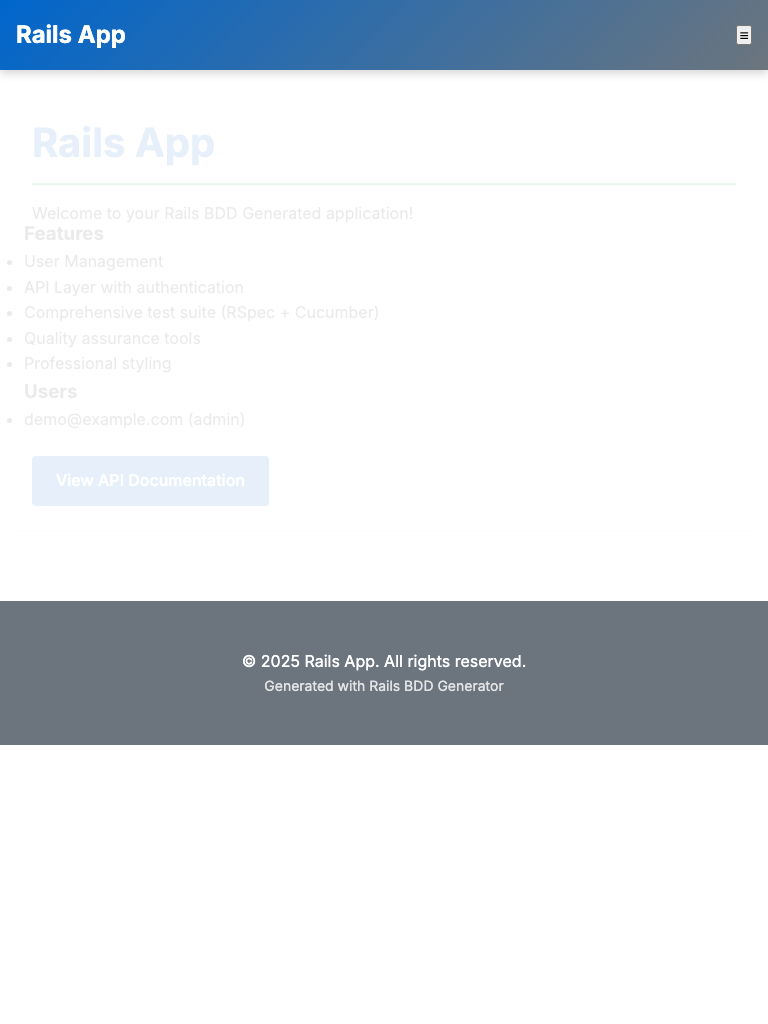 Rails App
≡
Rails App
Welcome to your Rails BDD Generated application!
Features
• User Management
• API Layer with authentication
• Comprehensive test suite (RSpec + Cucumber)
• Quality assurance tools
• Professional styling
Users
• demo@example.com (admin)
View API Documentation
© 2025 Rails App. All rights reserved.
Generated with Rails BDD Generator